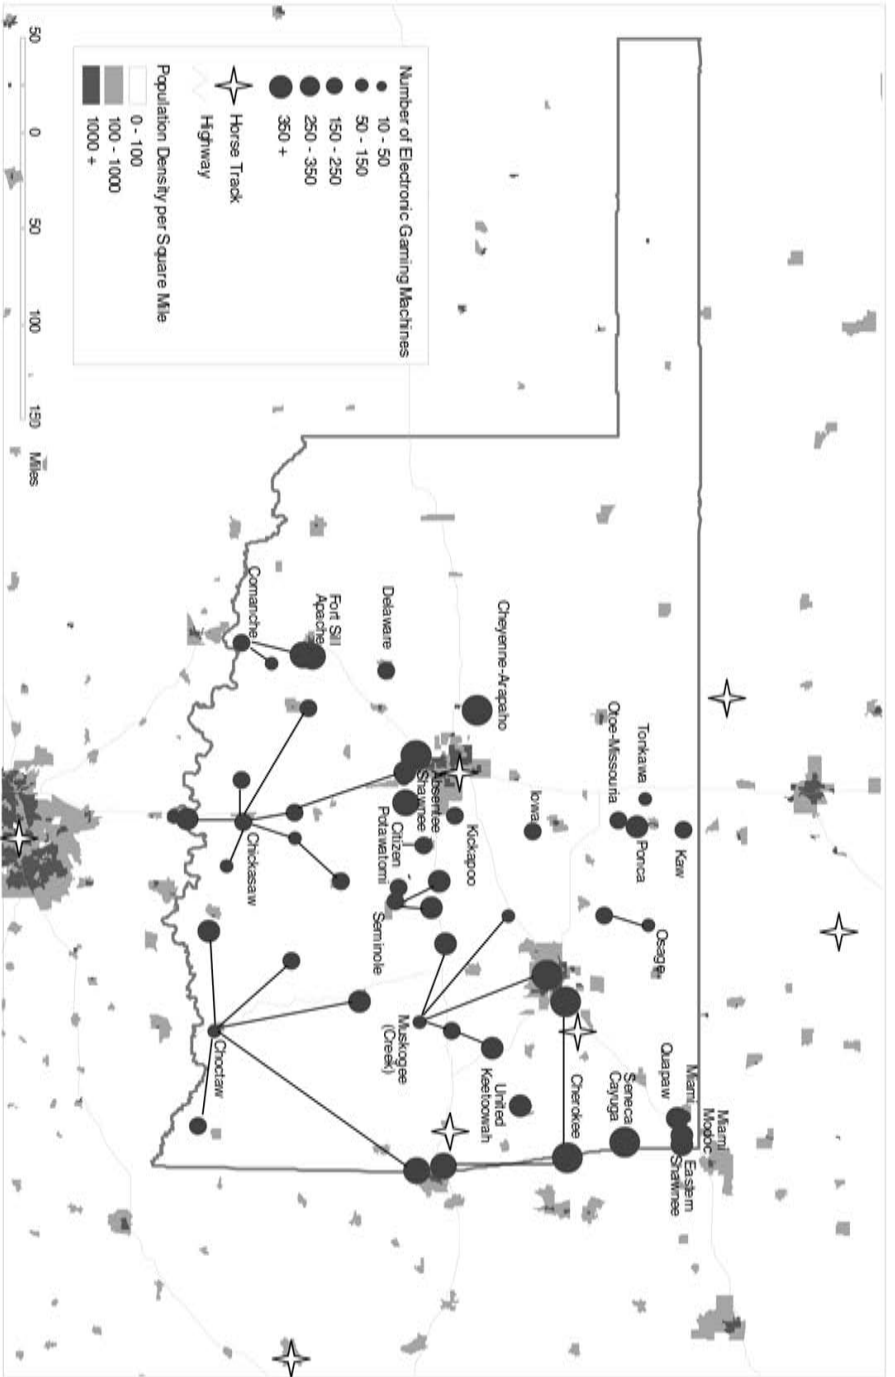 Number of Electronic Gaming Machines
10 - 50
50 - 150
150 - 250
250 - 350
350 +
Horse Track
Highway
Population Density per Square Mile
0 - 100
100 - 1000
1000 +
50 0 50 100 150 Miles
Miami
Modoc
Miami
Quapaw
Eastern
Shawnee
Seneca
Cayuga
Kaw
Tonkawa
Ponca
Otoe-Missouria
Osage
Cherokee
Iowa
United
Keetoowah
Cheyenne-Arapaho
Kickapoo
Absentee
Shawnee
Citizen
Potawatomi
Delaware
Seminole
Muskogee
(Creek)
Fort Sill
Apache
Comanche
Chickasaw
Choctaw